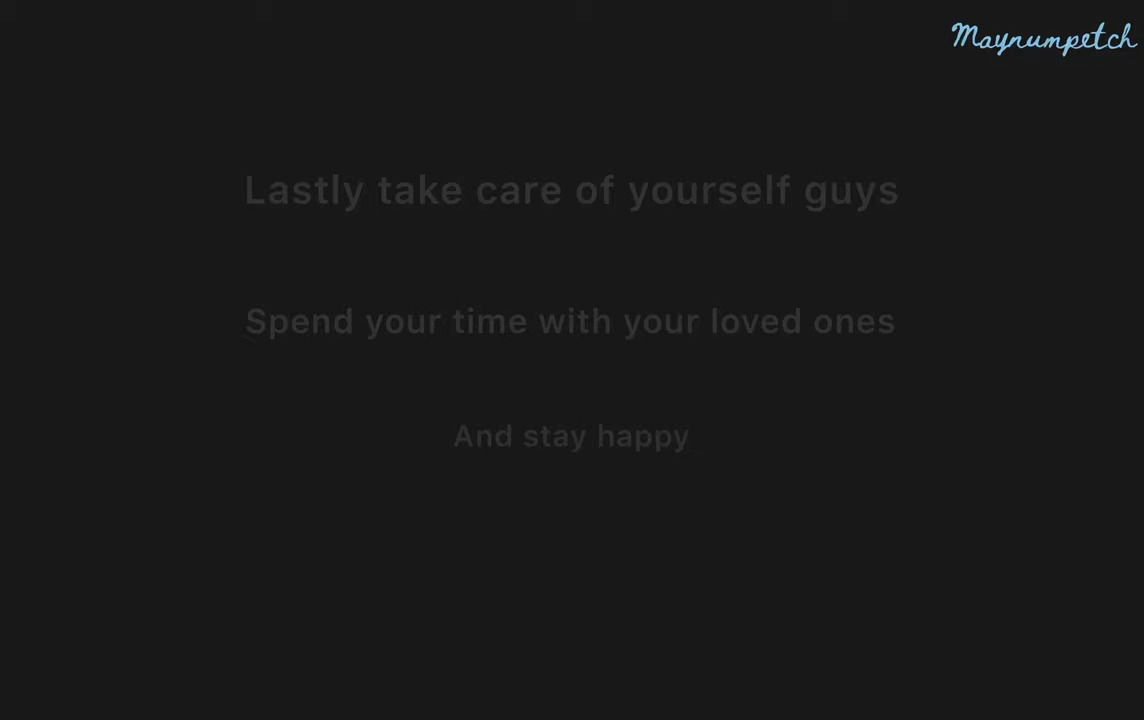 Maynumpetch
Lastly take care of yourself guys
Spend your time with your loved ones
And stay happy